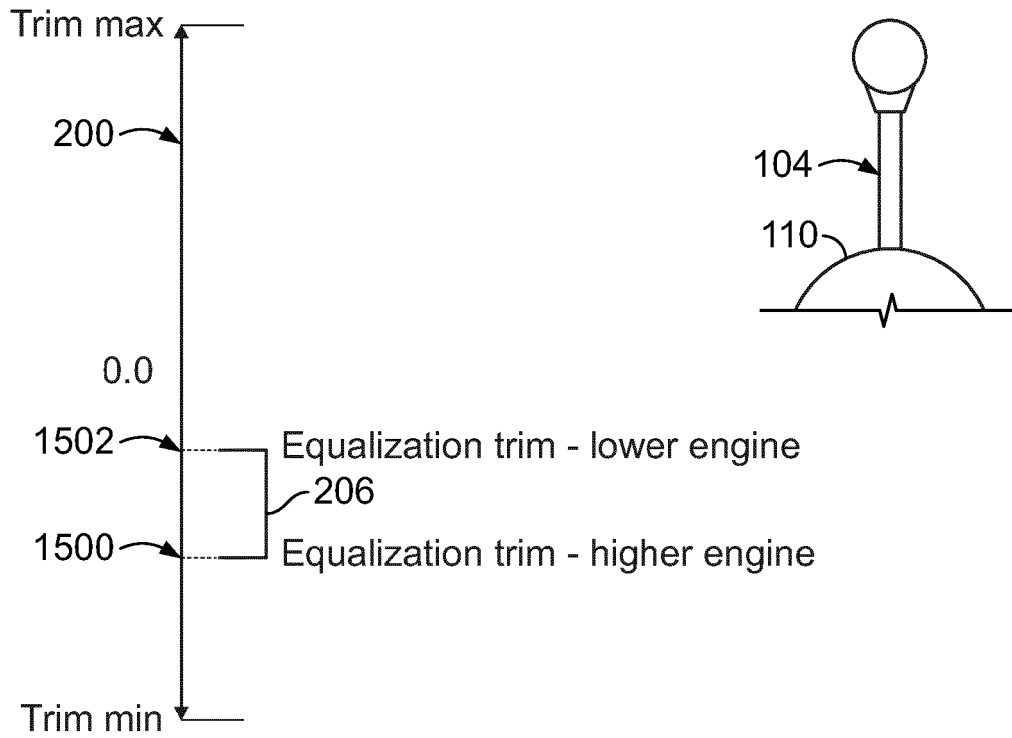 Trim max
200
104
110
0.0
1502
Equalization trim - lower engine
206
1500
Equalization trim - higher engine
Trim min